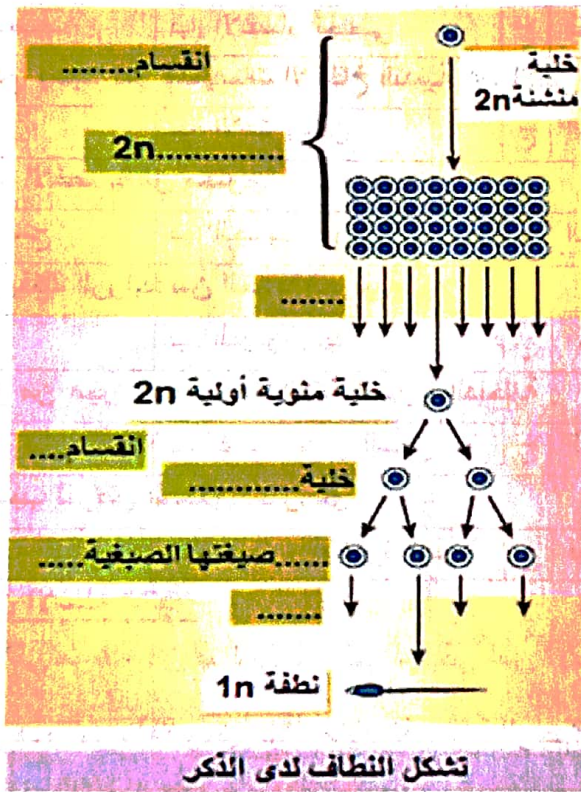 انقسام........
خلية
منشئة 2n
2n..............
.......
خلية منوية أولية 2n
انقسام....
خلية............
......صيغتها الصبغية.....
.......
نطفة 1n
تشكل النطاف لدى الذكر